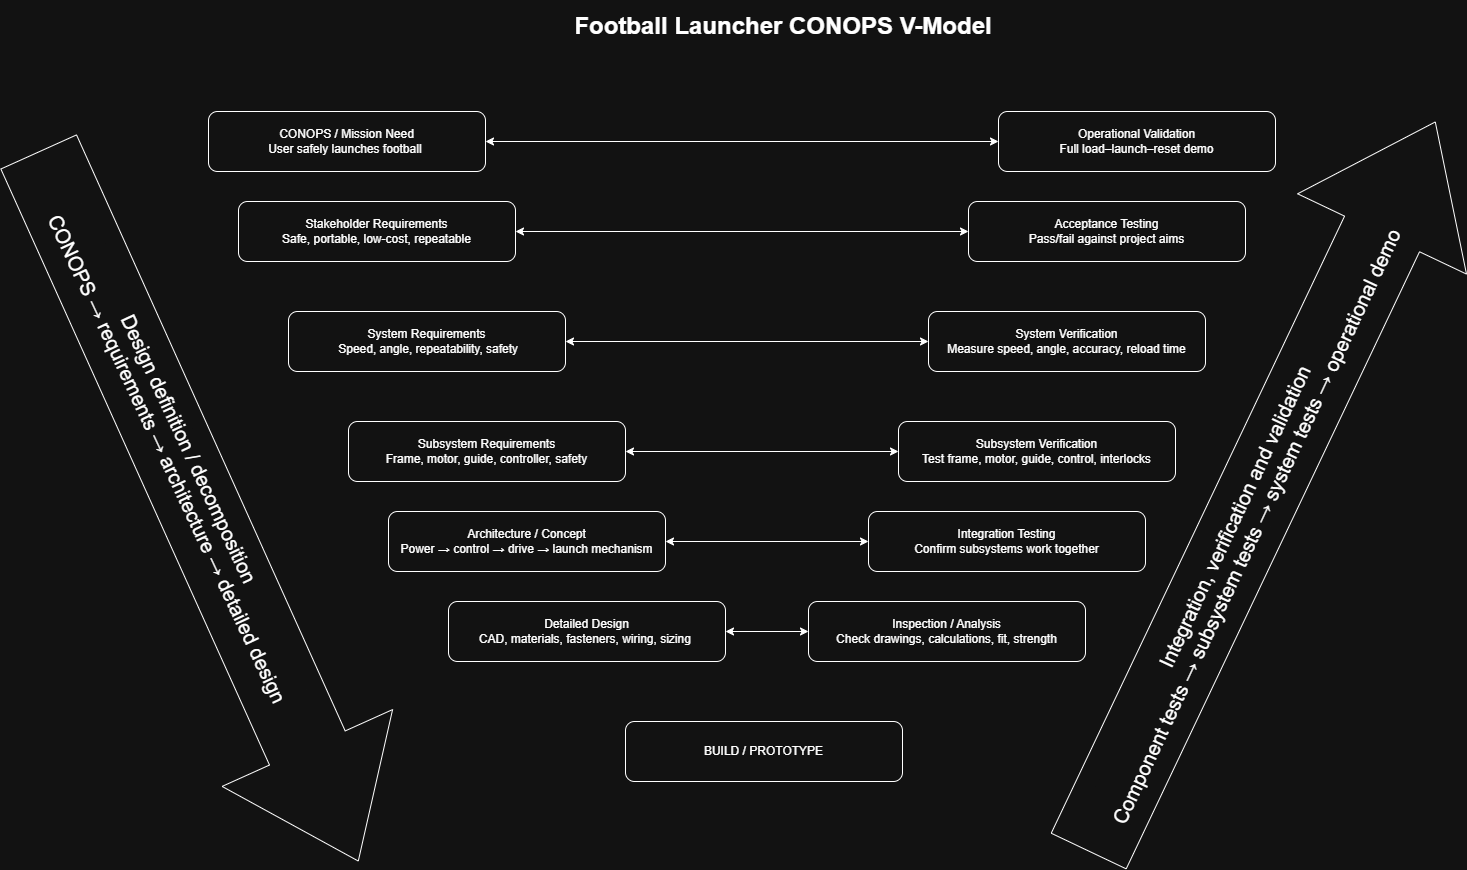 Football Launcher CONOPS V-Model
CONOPS / Mission Need
User safely launches football
Operational Validation
Full load–launch–reset demo
Stakeholder Requirements
Safe, portable, low-cost, repeatable
Acceptance Testing
Pass/fail against project aims
System Requirements
Speed, angle, repeatability, safety
System Verification
Measure speed, angle, accuracy, reload time
Subsystem Requirements
Frame, motor, guide, controller, safety
Subsystem Verification
Test frame, motor, guide, control, interlocks
Architecture / Concept
Power → control → drive → launch mechanism
Integration Testing
Confirm subsystems work together
Detailed Design
CAD, materials, fasteners, wiring, sizing
Inspection / Analysis
Check drawings, calculations, fit, strength
BUILD / PROTOTYPE
Design definition / decomposition
CONOPS → requirements → architecture → detailed design
Integration, verification and validation
Component tests → subsystem tests → system tests → operational demo